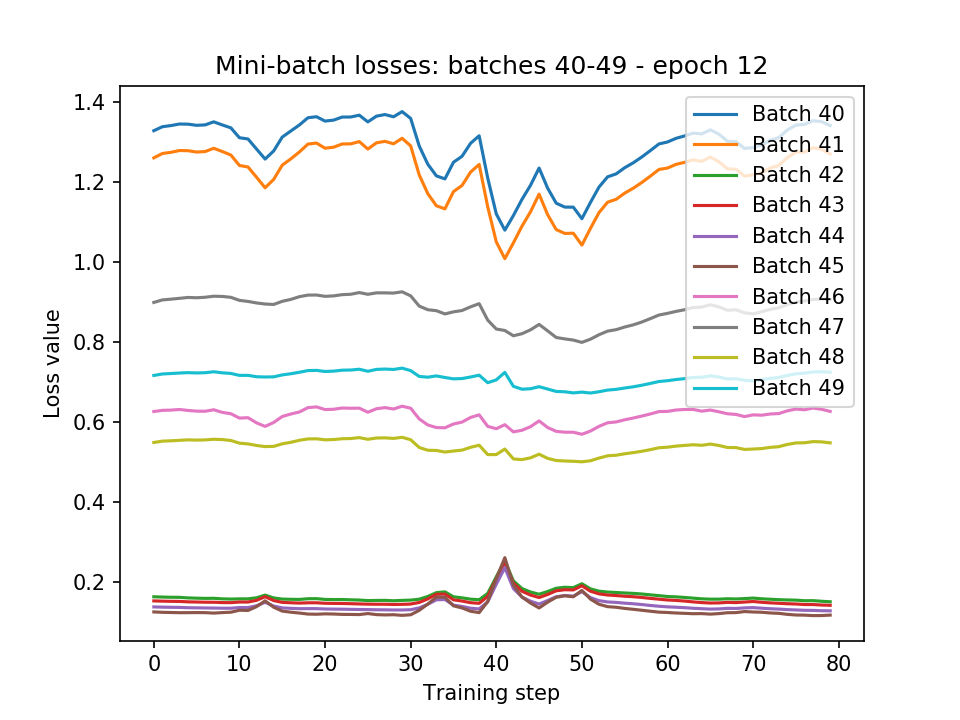 Mini-batch losses: batches 40-49 - epoch 12
1.4
1.2
1.0
0.8
0.6
0.4
0.2
Loss value
Batch 40
Batch 41
Batch 42
Batch 43
Batch 44
Batch 45
Batch 46
Batch 47
Batch 48
Batch 49
0 10 20 30 40 50 60 70 80
Training step